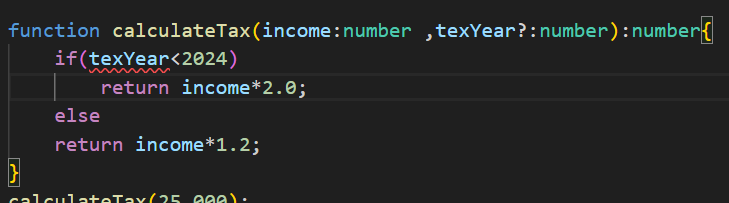 function calculateTax(income:number ,texYear?:number):number{
if(texYear<2024)
return income*2.0;
else
return income*1.2;
}
calculateTax(25_000);